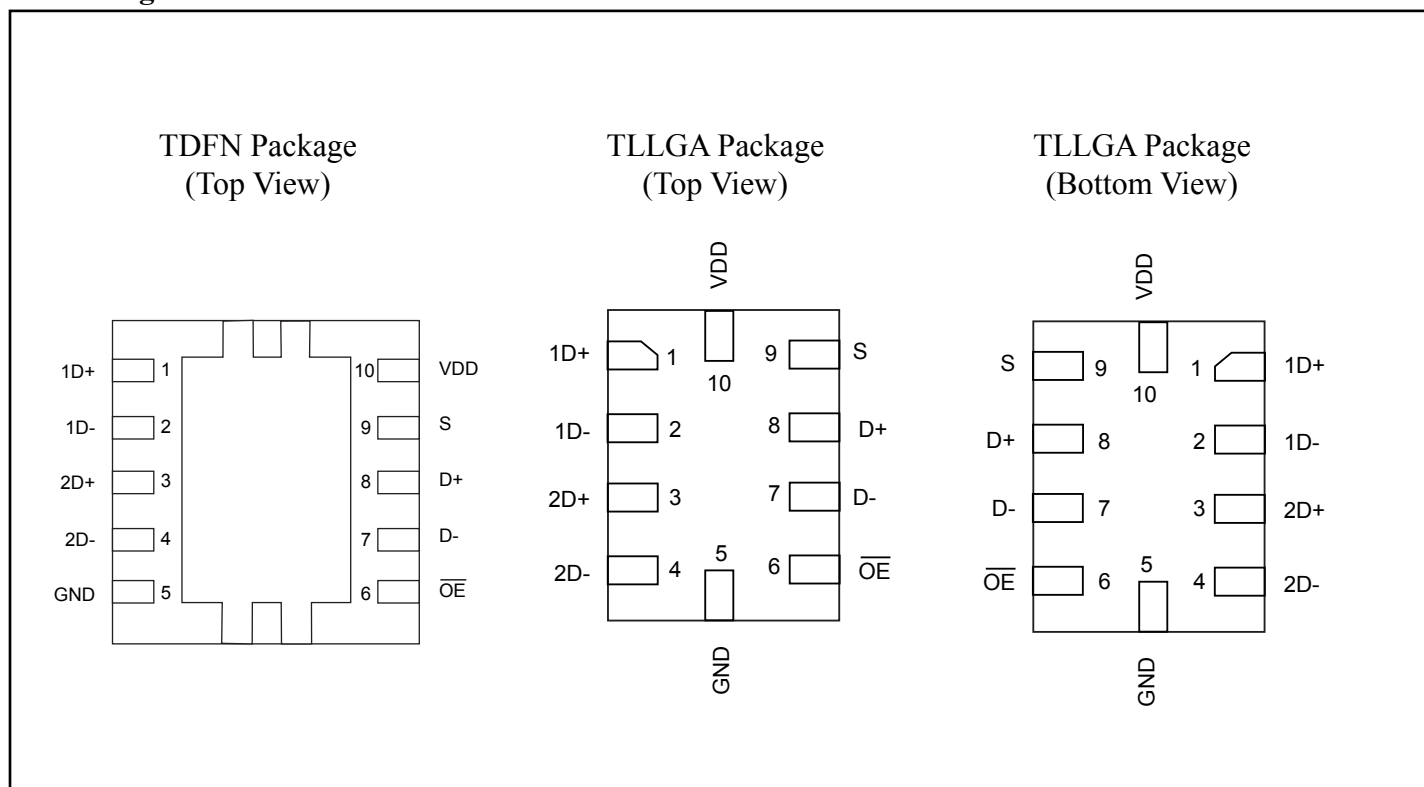 TDFN Package
(Top View)
1D+ 1 10 VDD
1D- 2 9 S
2D+ 3 8 D+
2D- 4 7 D-
GND 5 6 O̅E̅
TLLGA Package
(Top View)
VDD
1D+ 1 10 9 S
1D- 2 8 D+
2D+ 3 7 D-
2D- 4 5 6 O̅E̅
GND
TLLGA Package
(Bottom View)
VDD
S 9 10 1 1D+
D+ 8 2 1D-
D- 7 3 2D+
O̅E̅ 6 5 4 2D-
GND